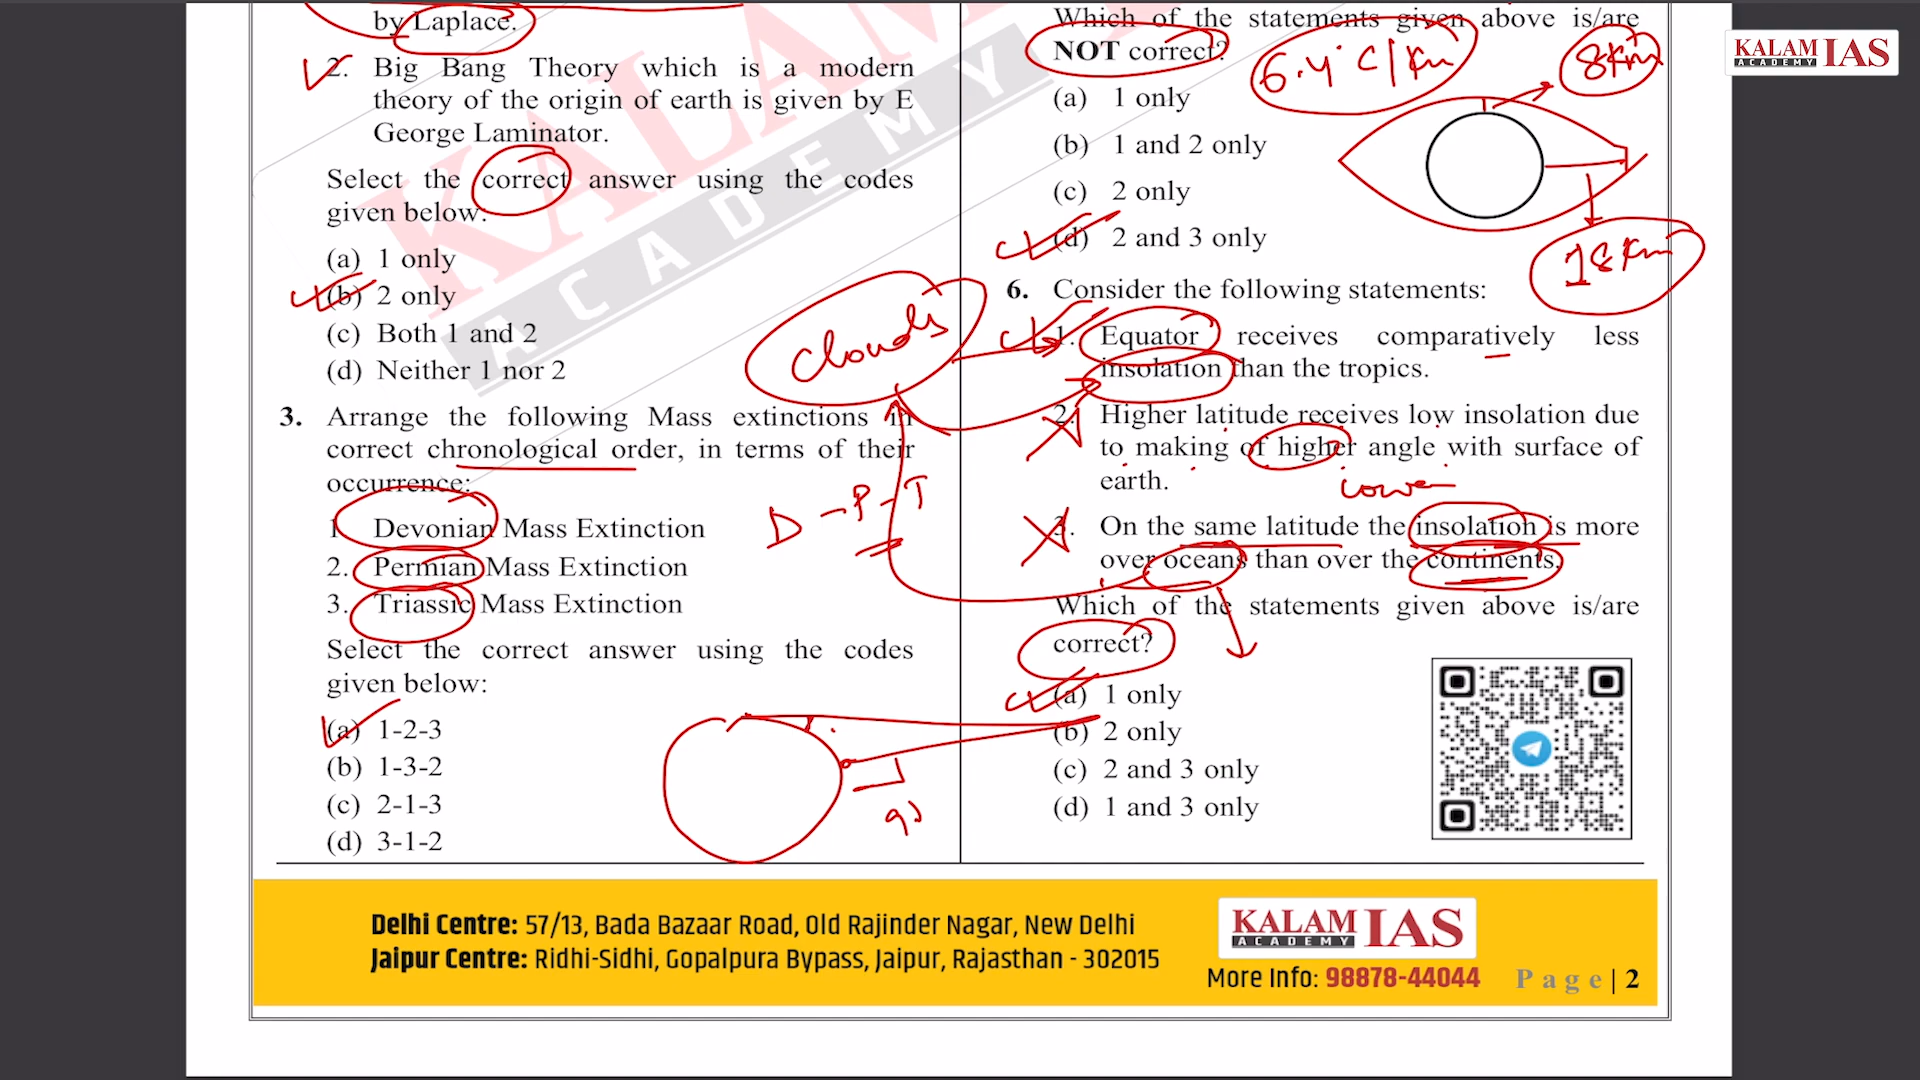 by Laplace.
2. Big Bang Theory which is a modern
theory of the origin of earth is given by E
George Laminator.
Select the correct answer using the codes
given below:
(a) 1 only
(b) 2 only
(c) Both 1 and 2
(d) Neither 1 nor 2
3. Arrange the following Mass extinctions in
correct chronological order, in terms of their
occurrence:
1. Devonian Mass Extinction
2. Permian Mass Extinction
3. Triassic Mass Extinction
D - P - T
Select the correct answer using the codes
given below:
(a) 1-2-3
(b) 1-3-2
(c) 2-1-3
(d) 3-1-2
Clouds
Which of the statements given above is/are
NOT correct?
6.4°C/Km
8Km
18Km
(a) 1 only
(b) 1 and 2 only
(c) 2 only
(d) 2 and 3 only
6. Consider the following statements:
1. Equator receives comparatively less
insolation than the tropics.
2. Higher latitude receives low insolation due
to making of higher angle with surface of
earth.
lower
3. On the same latitude the insolation is more
over oceans than over the continents.
Which of the statements given above is/are
correct?
(a) 1 only
(b) 2 only
(c) 2 and 3 only
(d) 1 and 3 only
KALAM IAS
ACADEMY
KALAM
ACADEMY
Delhi Centre: 57/13, Bada Bazaar Road, Old Rajinder Nagar, New Delhi
Jaipur Centre: Ridhi-Sidhi, Gopalpura Bypass, Jaipur, Rajasthan - 302015
KALAM IAS
ACADEMY
More Info: 98878-44044
Page | 2